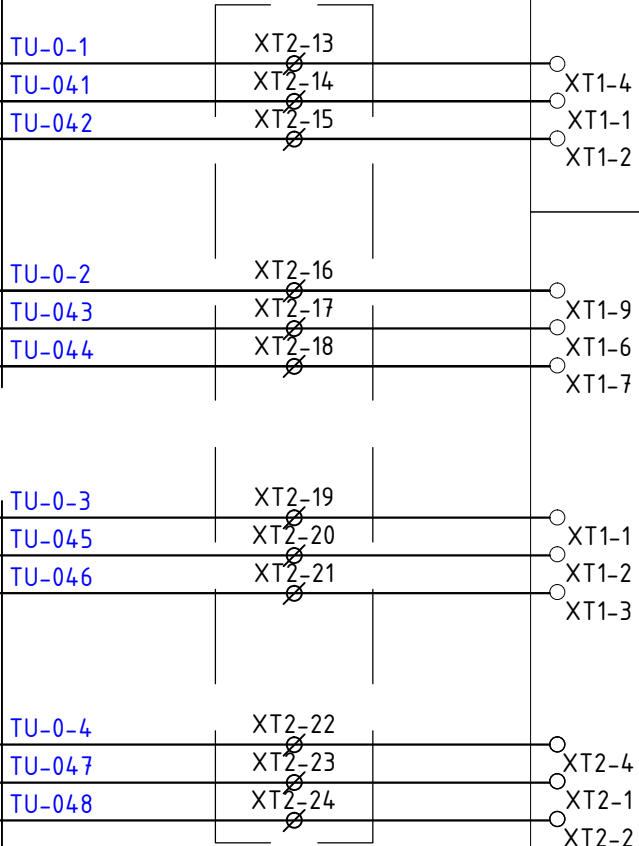 TU-0-1 XT2-13
XT1-4
TU-041 XT2-14
XT1-1
TU-042 XT2-15
XT1-2
TU-0-2 XT2-16
XT1-9
TU-043 XT2-17
XT1-6
TU-044 XT2-18
XT1-7
TU-0-3 XT2-19
XT1-1
TU-045 XT2-20
XT1-2
TU-046 XT2-21
XT1-3
TU-0-4 XT2-22
XT2-4
TU-047 XT2-23
XT2-1
TU-048 XT2-24
XT2-2